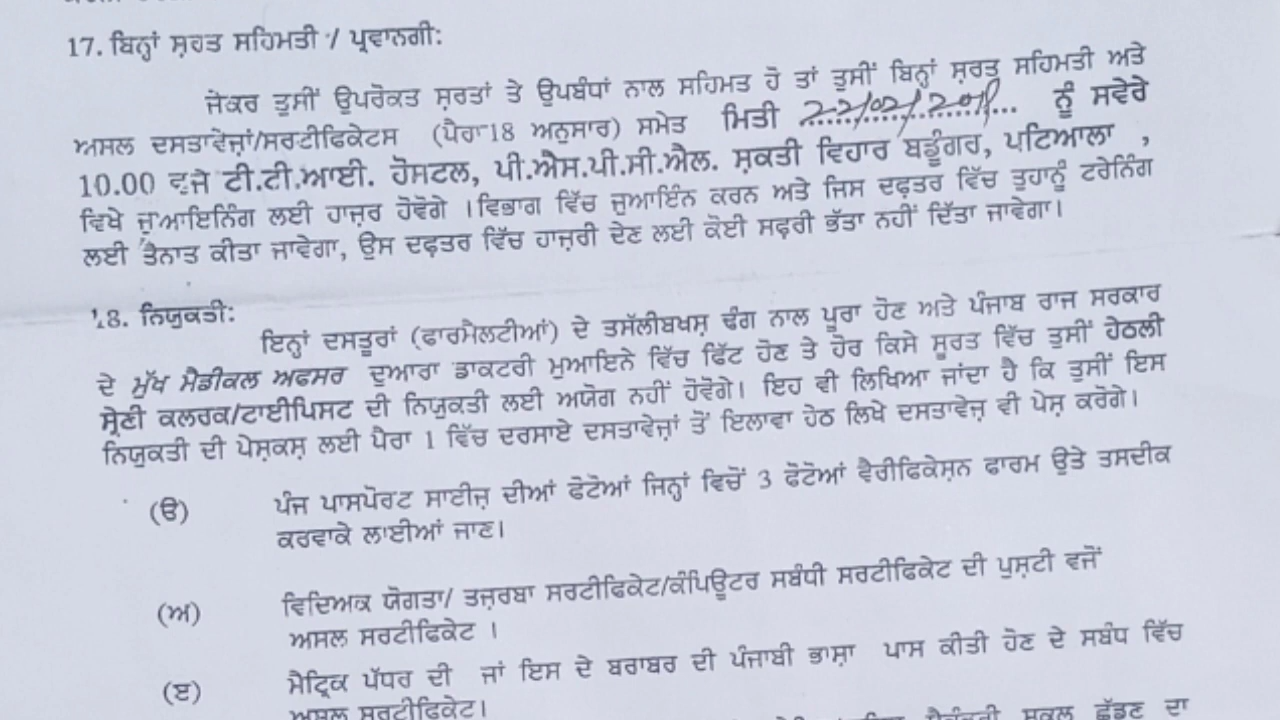 17. ਬਿਨ੍ਹਾਂ ਸ਼ਰਤ ਸਹਿਮਤੀ / ਪ੍ਰਵਾਨਗੀ:
ਜੇਕਰ ਤੁਸੀਂ ਉਪਰੋਕਤ ਸ਼ਰਤਾਂ ਤੇ ਉਪਬੰਧਾਂ ਨਾਲ ਸਹਿਮਤ ਹੋ ਤਾਂ ਤੁਸੀਂ ਬਿਨ੍ਹਾਂ ਸ਼ਰਤ ਸਹਿਮਤੀ ਅਤੇ
ਅਸਲ ਦਸਤਾਵੇਜ਼ਾਂ/ਸਰਟੀਫਿਕੇਟਸ (ਪੈਰਾ 18 ਅਨੁਸਾਰ) ਸਮੇਤ ਮਿਤੀ 22/02/ ਨੂੰ ਸਵੇਰੇ
10.00 ਵਜੇ ਟੀ.ਟੀ.ਆਈ. ਹੋਸਟਲ, ਪੀ.ਐਸ.ਪੀ.ਸੀ.ਐਲ. ਸ਼ਕਤੀ ਵਿਹਾਰ ਬਡੂੰਗਰ, ਪਟਿਆਲਾ ,
ਵਿਖੇ ਜੁਆਇਨਿੰਗ ਲਈ ਹਾਜ਼ਰ ਹੋਵੋਗੇ ।ਵਿਭਾਗ ਵਿੱਚ ਜੁਆਇੰਨ ਕਰਨ ਅਤੇ ਜਿਸ ਦਫ਼ਤਰ ਵਿੱਚ ਤੁਹਾਨੂੰ ਟਰੇਨਿੰਗ
ਲਈ ਤੈਨਾਤ ਕੀਤਾ ਜਾਵੇਗਾ, ਉਸ ਦਫ਼ਤਰ ਵਿੱਚ ਹਾਜ਼ਰੀ ਦੇਣ ਲਈ ਕੋਈ ਸਫ਼ਰੀ ਭੱਤਾ ਨਹੀਂ ਦਿੱਤਾ ਜਾਵੇਗਾ।
18. ਨਿਯੁਕਤੀ:
ਇਨ੍ਹਾਂ ਦਸਤੂਰਾਂ (ਫਾਰਮੈਲਟੀਆਂ) ਦੇ ਤਸੱਲੀਬਖਸ਼ ਢੰਗ ਨਾਲ ਪੂਰਾ ਹੋਣ ਅਤੇ ਪੰਜਾਬ ਰਾਜ ਸਰਕਾਰ
ਦੇ ਮੁੱਖ ਮੈਡੀਕਲ ਅਫਸਰ ਦੁਆਰਾ ਡਾਕਟਰੀ ਮੁਆਇਨੇ ਵਿੱਚ ਫਿੱਟ ਹੋਣ ਤੇ ਹੋਰ ਕਿਸੇ ਸੂਰਤ ਵਿੱਚ ਤੁਸੀਂ ਹੇਠਲੀ
ਸ਼੍ਰੇਣੀ ਕਲਰਕ/ਟਾਈਪਿਸਟ ਦੀ ਨਿਯੁਕਤੀ ਲਈ ਅਯੋਗ ਨਹੀਂ ਹੋਵੋਗੇ। ਇਹ ਵੀ ਲਿਖਿਆ ਜਾਂਦਾ ਹੈ ਕਿ ਤੁਸੀਂ ਇਸ
ਨਿਯੁਕਤੀ ਦੀ ਪੇਸ਼ਕਸ਼ ਲਈ ਪੈਰਾ 1 ਵਿੱਚ ਦਰਸਾਏ ਦਸਤਾਵੇਜ਼ਾਂ ਤੋਂ ਇਲਾਵਾ ਹੇਠ ਲਿਖੇ ਦਸਤਾਵੇਜ਼ ਵੀ ਪੇਸ਼ ਕਰੋਗੇ।
(ੳ) ਪੰਜ ਪਾਸਪੋਰਟ ਸਾਈਜ਼ ਦੀਆਂ ਫੋਟੋਆਂ ਜਿਨ੍ਹਾਂ ਵਿਚੋਂ 3 ਫੋਟੋਆਂ ਵੈਰੀਫਿਕੇਸ਼ਨ ਫਾਰਮ ਉਤੇ ਤਸਦੀਕ
ਕਰਵਾਕੇ ਲਾਈਆਂ ਜਾਣ।
(ਅ) ਵਿਦਿਅਕ ਯੋਗਤਾ/ ਤਜ਼ਰਬਾ ਸਰਟੀਫਿਕੇਟ/ਕੰਪਿਊਟਰ ਸਬੰਧੀ ਸਰਟੀਫਿਕੇਟ ਦੀ ਪੁਸ਼ਟੀ ਵਜੋਂ
ਅਸਲ ਸਰਟੀਫਿਕੇਟ ।
(ੲ) ਮੈਟ੍ਰਿਕ ਪੱਧਰ ਦੀ ਜਾਂ ਇਸ ਦੇ ਬਰਾਬਰ ਦੀ ਪੰਜਾਬੀ ਭਾਸ਼ਾ ਪਾਸ ਕੀਤੀ ਹੋਣ ਦੇ ਸਬੰਧ ਵਿੱਚ
ਅਸਲ ਸਰਟੀਫਿਕੇਟ।
ਸਕੂਲ ਛੱਡਣ ਦਾ